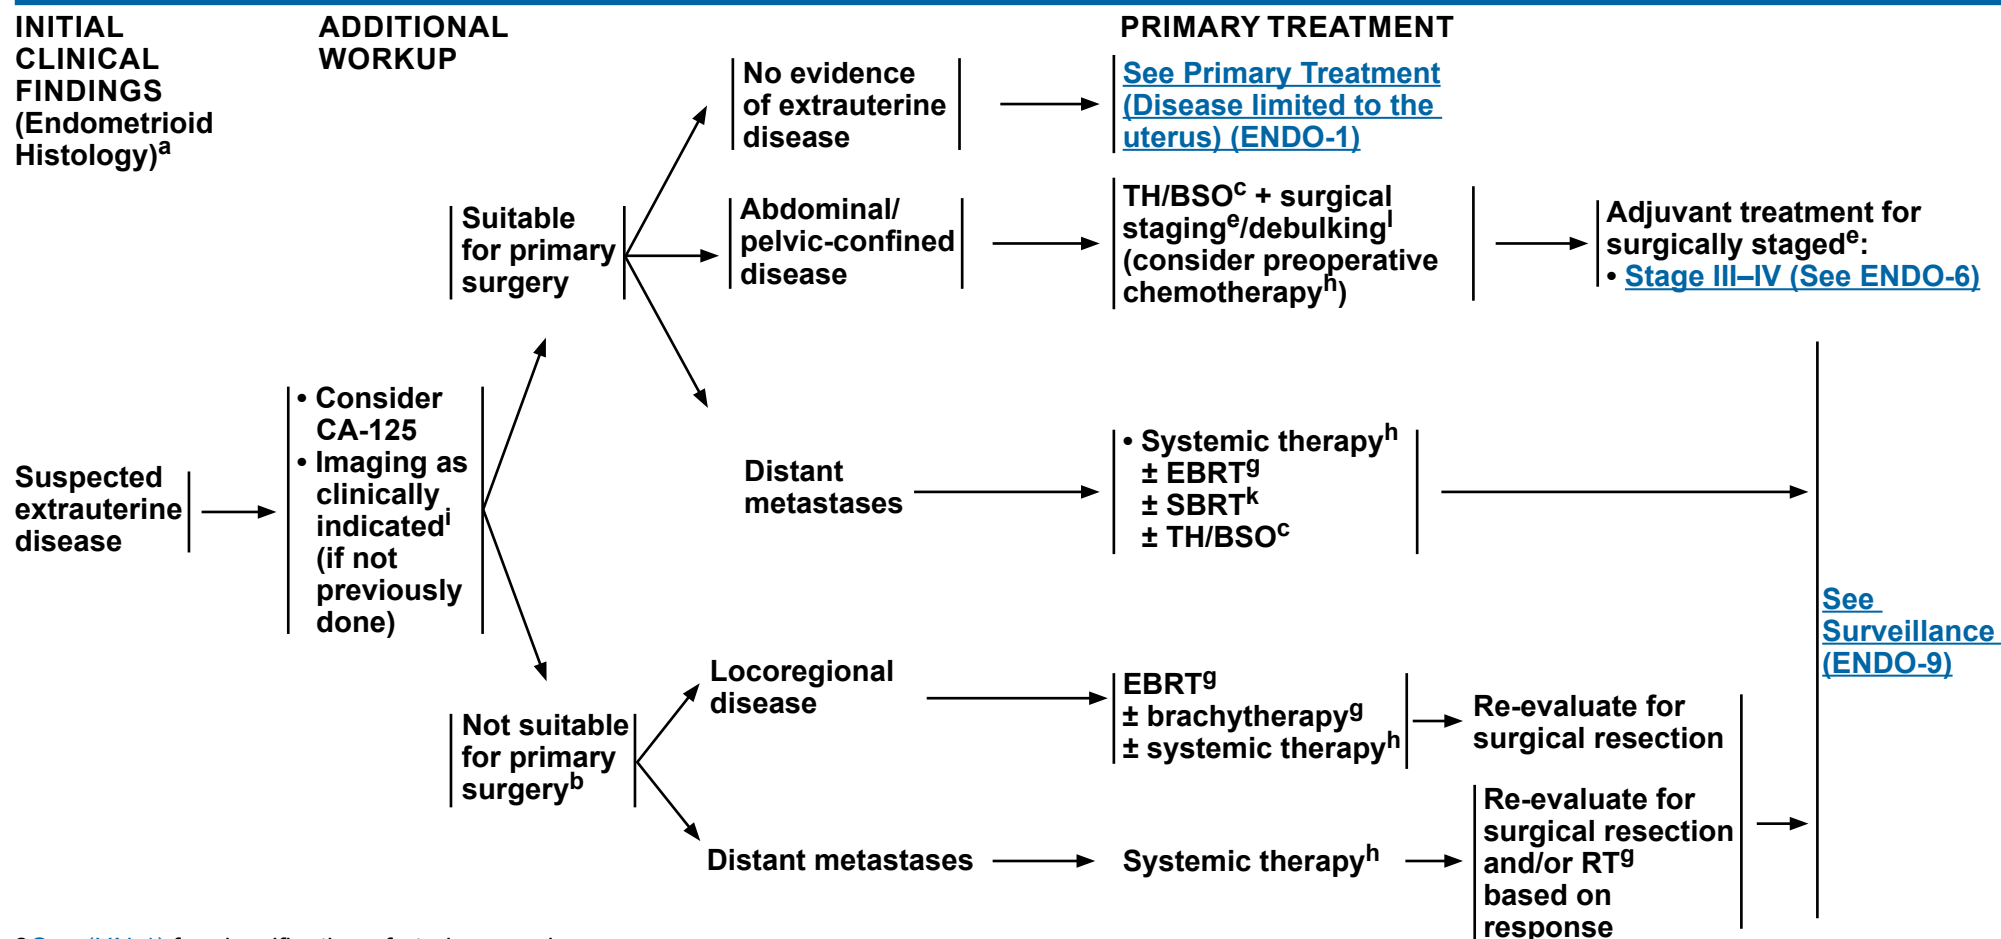 INITIAL
CLINICAL
FINDINGS
(Endometrioid
Histology)a
ADDITIONAL
WORKUP
PRIMARY TREATMENT
Suspected
extrauterine
disease
• Consider
CA-125
• Imaging as
clinically
indicatedi
(if not
previously
done)
Suitable
for primary
surgery
No evidence
of extrauterine
disease
See Primary Treatment
(Disease limited to the
uterus) (ENDO-1)
Abdominal/
pelvic-confined
disease
TH/BSOc + surgical
staginge/debulkingl
(consider preoperative
chemotherapyh)
Adjuvant treatment for
surgically stagede:
• Stage III–IV (See ENDO-6)
Distant
metastases
• Systemic therapyh
± EBRTg
± SBRTk
± TH/BSOc
Not suitable
for primary
surgeryb
Locoregional
disease
EBRTg
± brachytherapyg
± systemic therapyh
Re-evaluate for
surgical resection
Distant metastases
Systemic therapyh
Re-evaluate for
surgical resection
and/or RTg
based on
response
See
Surveillance
(ENDO-9)